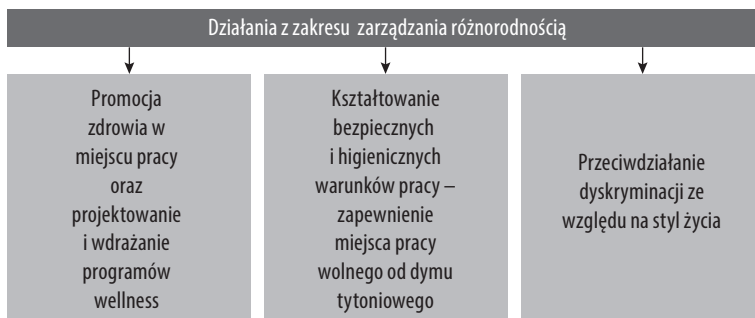 Działania z zakresu zarządzania różnorodnością
Promocja
zdrowia w
miejscu pracy
oraz
projektowanie
i wdrażanie
programów
wellness
Kształtowanie
bezpiecznych
i higienicznych
warunków pracy –
zapewnienie
miejsca pracy
wolnego od dymu
tytoniowego
Przeciwdziałanie
dyskryminacji ze
względu na styl życia